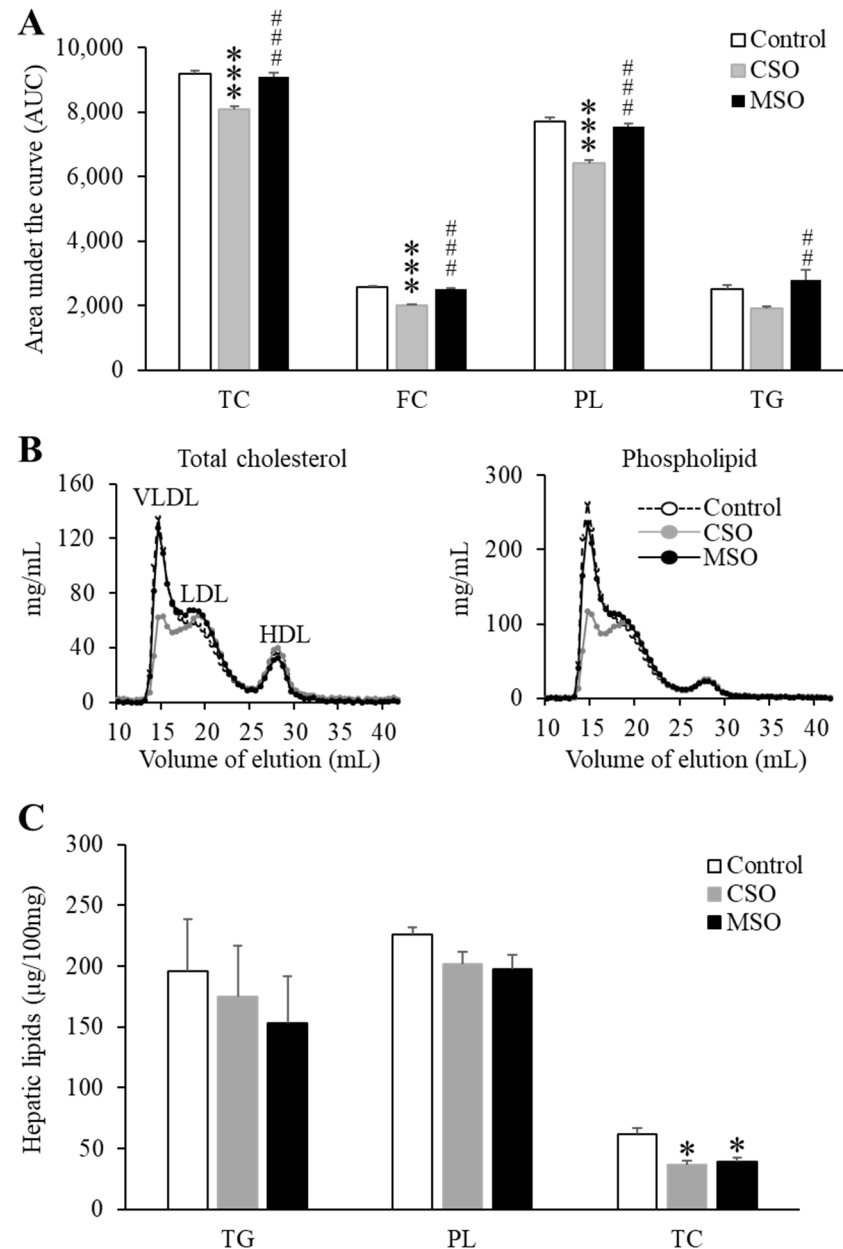 A
Area under the curve (AUC)
10,000
8,000
6,000
4,000
2,000
0
***
###
***
###
***
###
##
Control
CSO
MSO
TC
FC
PL
TG
B
Total cholesterol
mg/mL
160
120
80
40
0
VLDL
LDL
HDL
10
15
20
25
30
35
40
Volume of elution (mL)
Phospholipid
mg/mL
300
200
100
0
Control
CSO
MSO
10
15
20
25
30
35
40
Volume of elution (mL)
C
Hepatic lipids (µg/100mg)
300
250
200
150
100
50
0
Control
CSO
MSO
*
*
TG
PL
TC